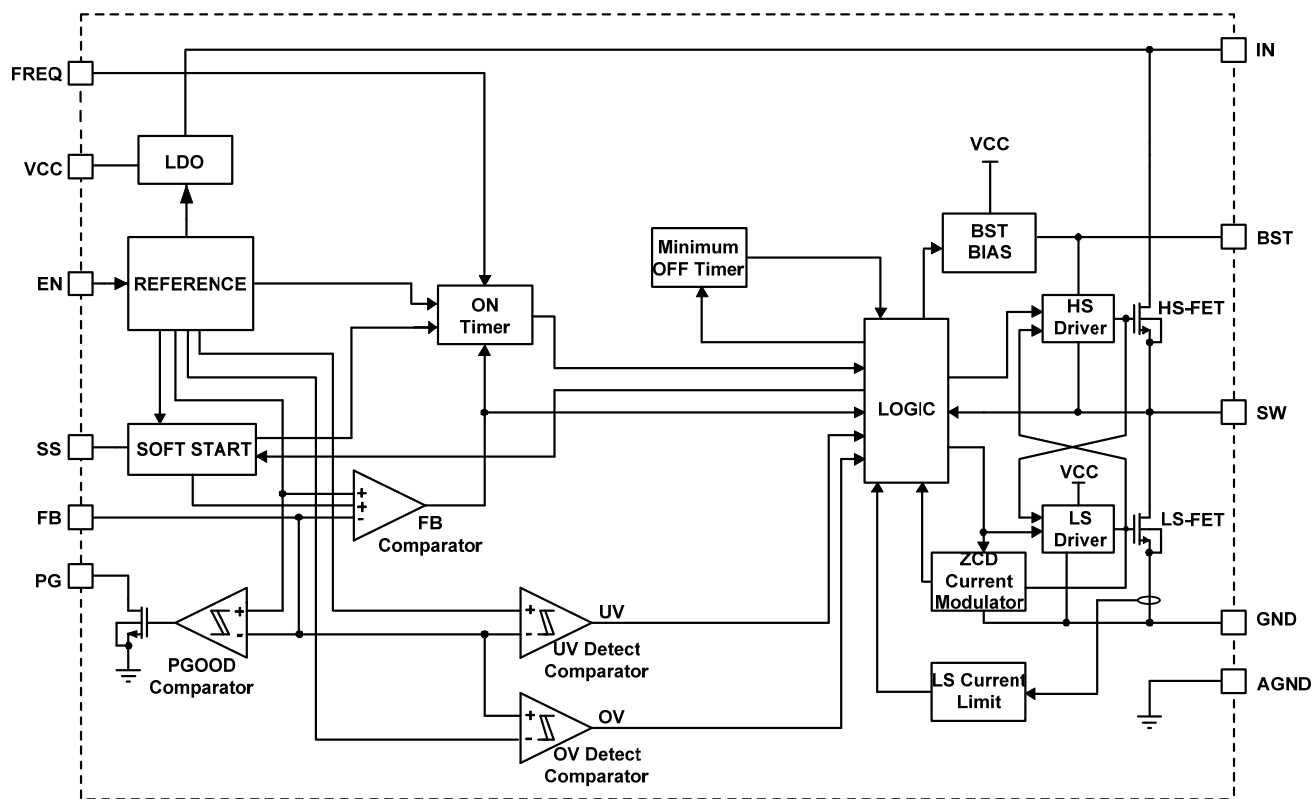 IN
FREQ
VCC
LDO
VCC
BST
BIAS
BST
Minimum
OFF Timer
EN
REFERENCE
ON
Timer
HS
Driver
HS-FET
LOGIC
SW
SS
SOFT START
VCC
+
+
-
FB
Comparator
FB
LS
Driver
LS-FET
ZCD
Current
Modulator
PG
+
-
PGOOD
Comparator
+
-
UV
UV Detect
Comparator
GND
LS Current
Limit
AGND
+
-
OV
OV Detect
Comparator